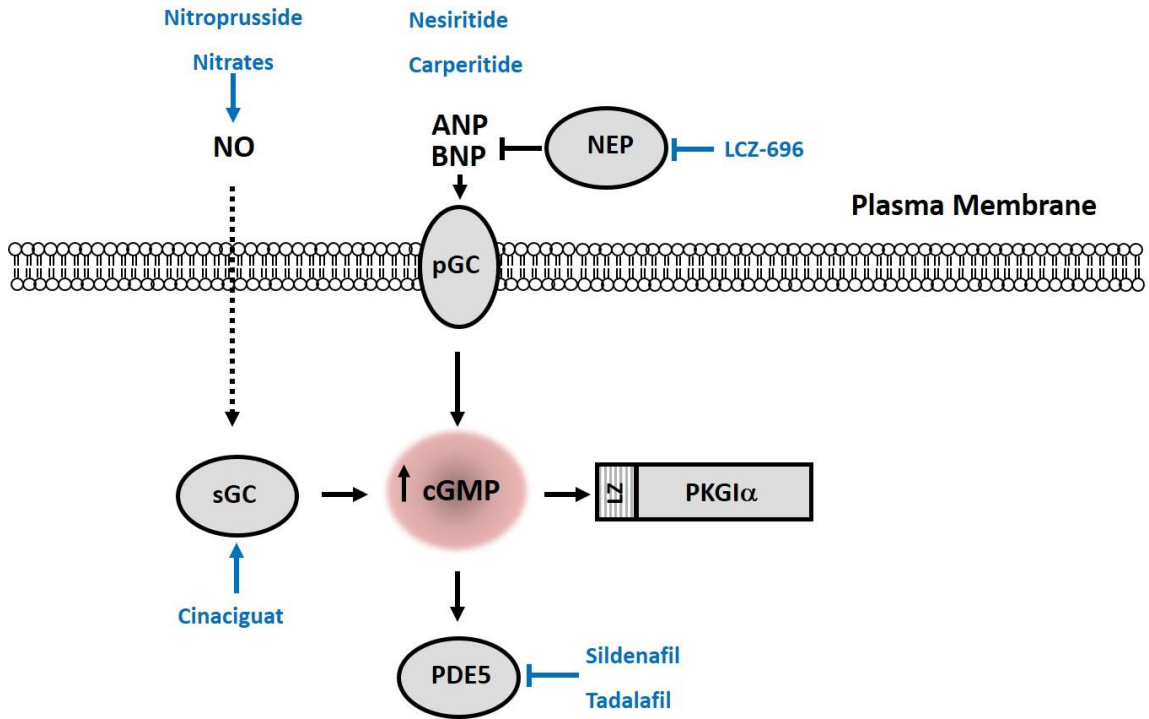 Nitroprusside
Nitrates
Nesiritide
Carperitide
NO
ANP
BNP
NEP
LCZ-696
Plasma Membrane
pGC
sGC
cGMP
LZ
PKGIα
Cinaciguat
PDE5
Sildenafil
Tadalafil